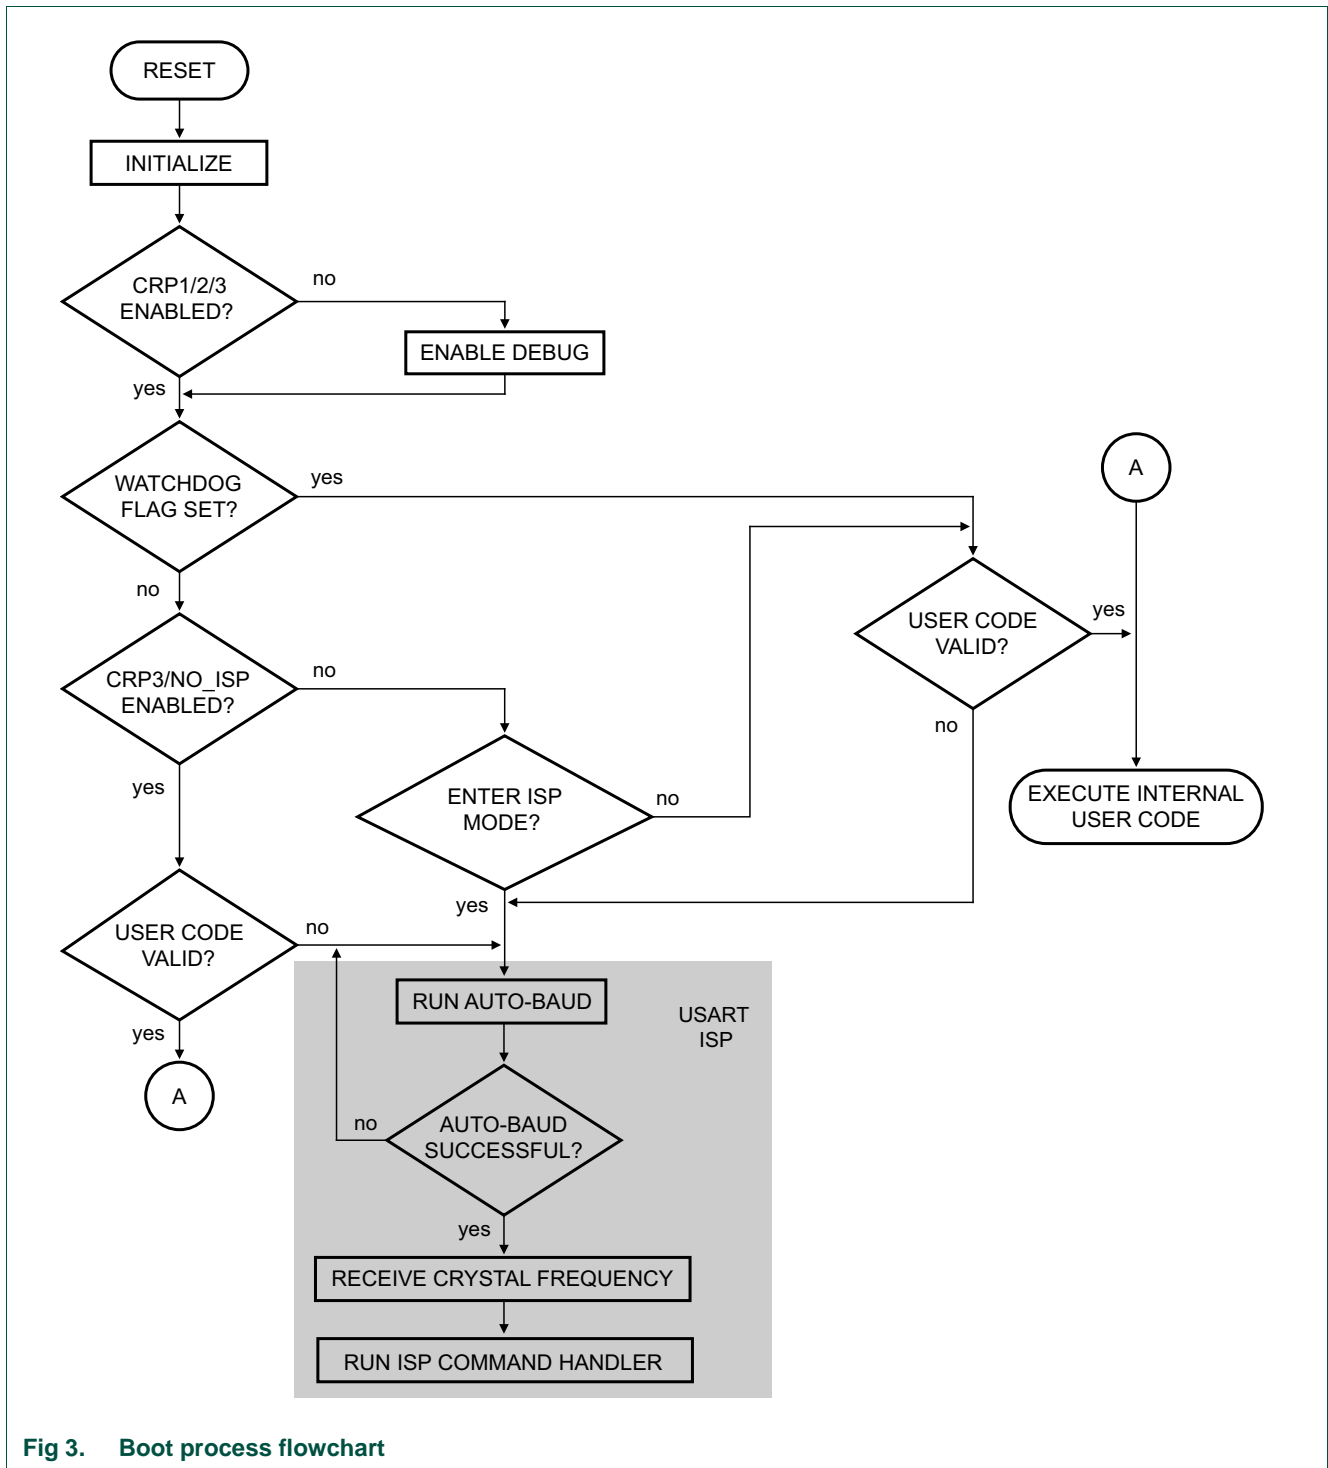 RESET
INITIALIZE
CRP1/2/3
ENABLED?
no
ENABLE DEBUG
yes
WATCHDOG
FLAG SET?
yes
A
no
USER CODE
VALID?
yes
no
CRP3/NO_ISP
ENABLED?
no
yes
ENTER ISP
MODE?
no
EXECUTE INTERNAL
USER CODE
yes
USER CODE
VALID?
no
yes
A
RUN AUTO-BAUD
USART
ISP
AUTO-BAUD
SUCCESSFUL?
no
yes
RECEIVE CRYSTAL FREQUENCY
RUN ISP COMMAND HANDLER
Fig 3. Boot process flowchart